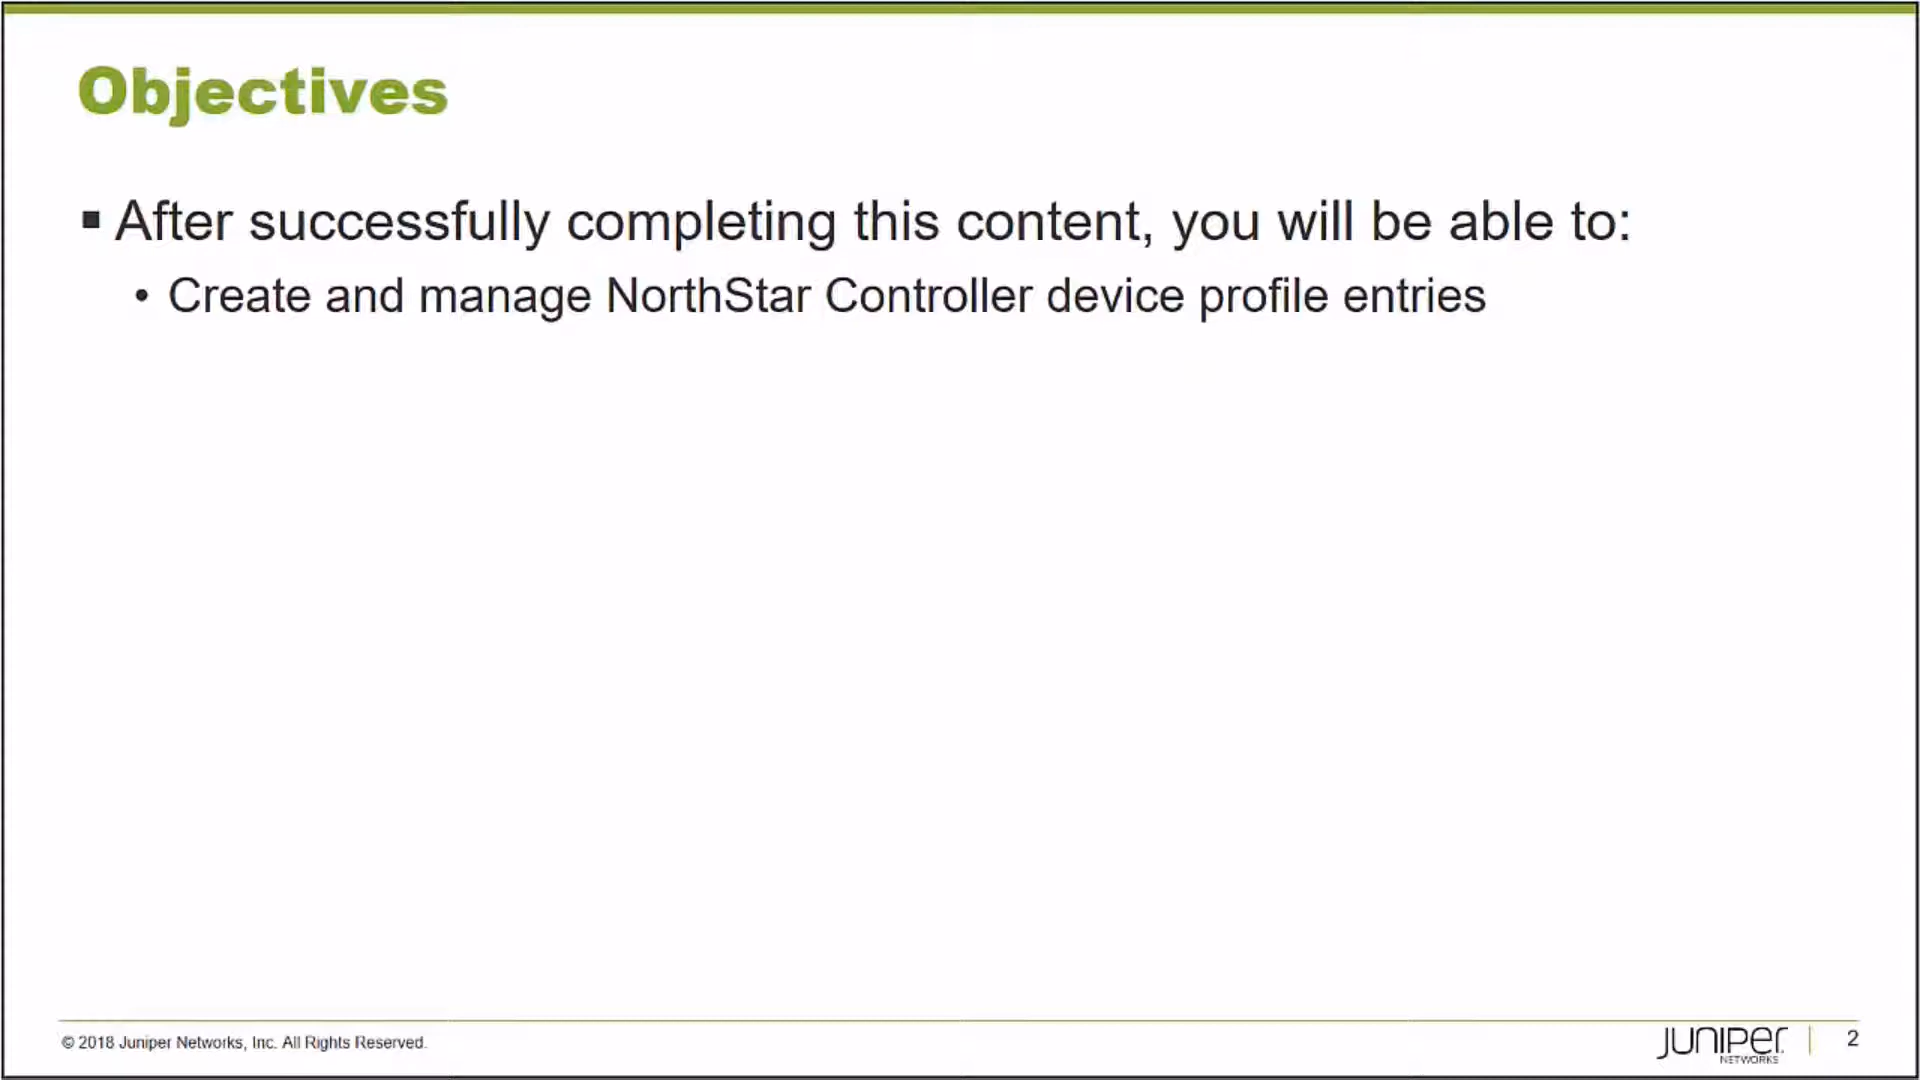 Objectives
▪ After successfully completing this content, you will be able to:
• Create and manage NorthStar Controller device profile entries
© 2018 Juniper Networks, Inc. All Rights Reserved.
JUNIPER
NETWORKS
2